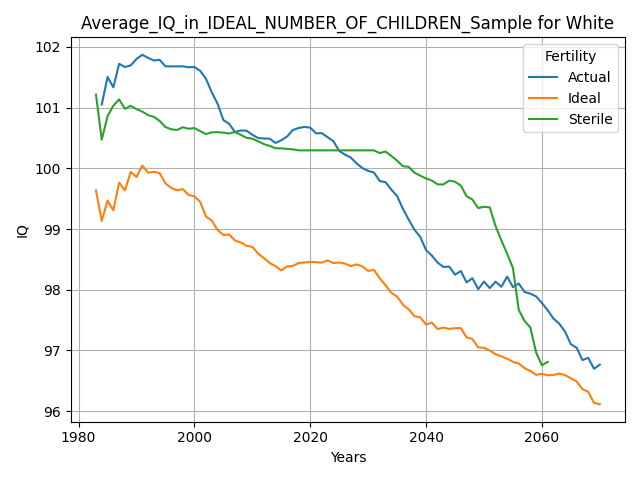 Average_IQ_in_IDEAL_NUMBER_OF_CHILDREN_Sample for White
102
101
100
99
98
97
96
IQ
Fertility
Actual
Ideal
Sterile
1980
2000
2020
2040
2060
Years